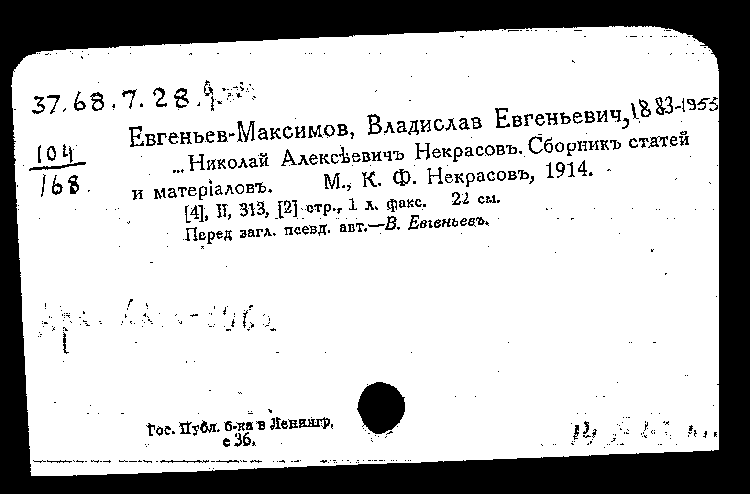 37.68.7.28.
104
168
Евгеньев-Максимов, Владислав Евгеньевич, 1883-1955
... Николай Алексѣевичъ Некрасовъ. Сборникъ статей
и матеріаловъ. М., К. Ф. Некрасовъ, 1914.
[4], II, 313, [2] стр., 1 л. факс. 22 см.
Перед загл. псевд. авт.—В. Евгеньевъ.
Гос. Публ. б-ка в Ленингр.
е 36.